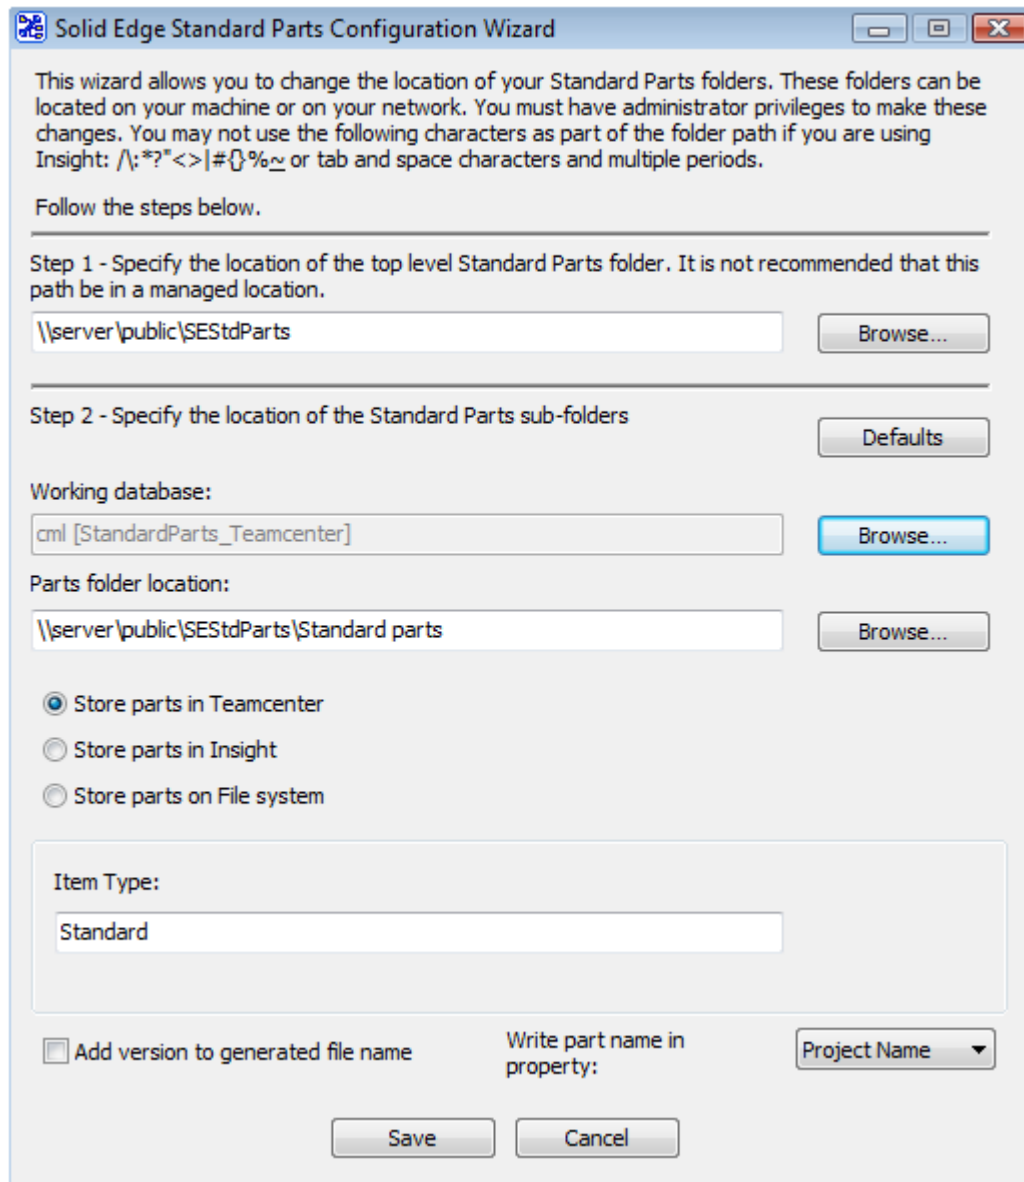 Solid Edge Standard Parts Configuration Wizard
This wizard allows you to change the location of your Standard Parts folders. These folders can be
located on your machine or on your network. You must have administrator privileges to make these
changes. You may not use the following characters as part of the folder path if you are using
Insight: /\:*?"<>|#{}%~ or tab and space characters and multiple periods.
Follow the steps below.
Step 1 - Specify the location of the top level Standard Parts folder. It is not recommended that this
path be in a managed location.
\\server\public\SEStdParts
Browse...
Step 2 - Specify the location of the Standard Parts sub-folders
Defaults
Working database:
cml [StandardParts_Teamcenter]
Browse...
Parts folder location:
\\server\public\SEStdParts\Standard parts
Browse...
Store parts in Teamcenter
Store parts in Insight
Store parts on File system
Item Type:
Standard
Add version to generated file name
Write part name in
property:
Project Name
Save
Cancel